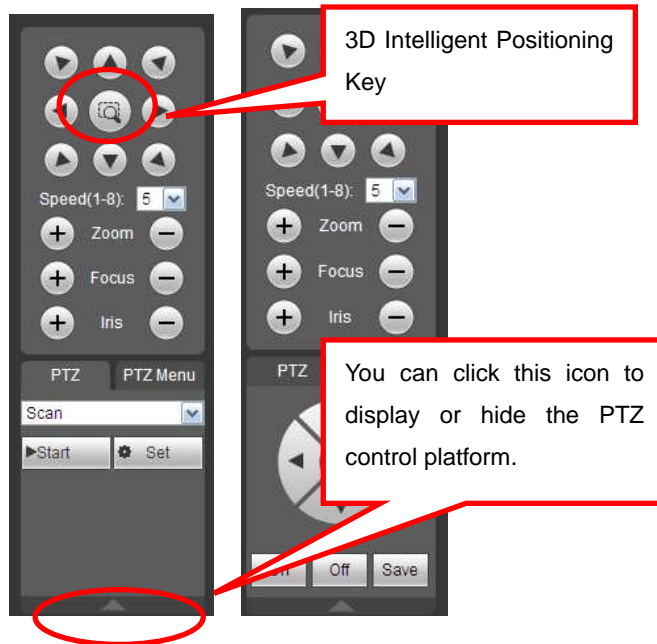 3D Intelligent Positioning
Key
Speed(1-8): 5
Zoom
Focus
Iris
PTZ PTZ Menu
Scan
Start Set
Speed(1-8): 5
Zoom
Focus
Iris
PTZ
You can click this icon to
display or hide the PTZ
control platform.
Off Save